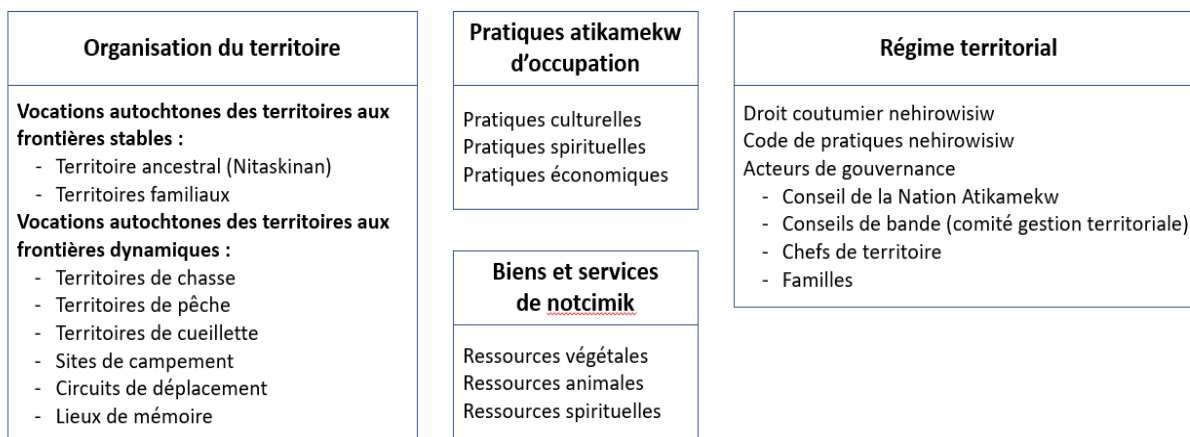 Organisation du territoire
Vocations autochtones des territoires aux
frontières stables :
- Territoire ancestral (Nitaskinan)
- Territoires familiaux
Vocations autochtones des territoires aux
frontières dynamiques :
- Territoires de chasse
- Territoires de pêche
- Territoires de cueillette
- Sites de campement
- Circuits de déplacement
- Lieux de mémoire
Pratiques atikamekw
d’occupation
Pratiques culturelles
Pratiques spirituelles
Pratiques économiques
Biens et services
de notcimik
Ressources végétales
Ressources animales
Ressources spirituelles
Régime territorial
Droit coutumier nehirowisiw
Code de pratiques nehirowisiw
Acteurs de gouvernance
- Conseil de la Nation Atikamekw
- Conseils de bande (comité gestion territoriale)
- Chefs de territoire
- Familles